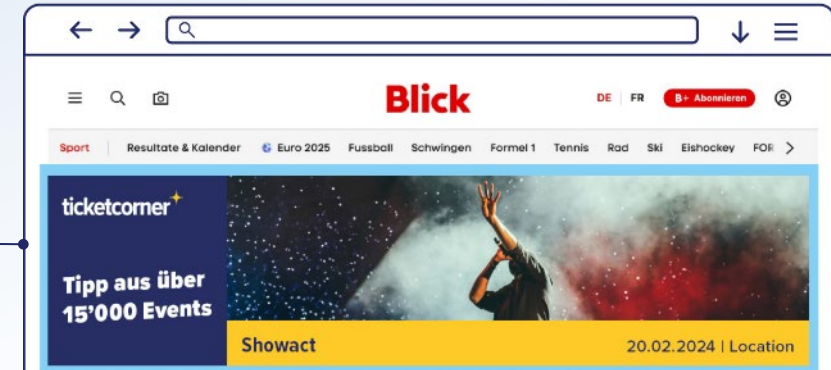 Blick
DE | FR
B+ Abonnieren
Sport
Resultate & Kalender
Euro 2025
Fussball
Schwingen
Formel 1
Tennis
Rad
Ski
Eishockey
ticketcorner
Tipp aus über
15'000 Events
Showact
20.02.2024 | Location